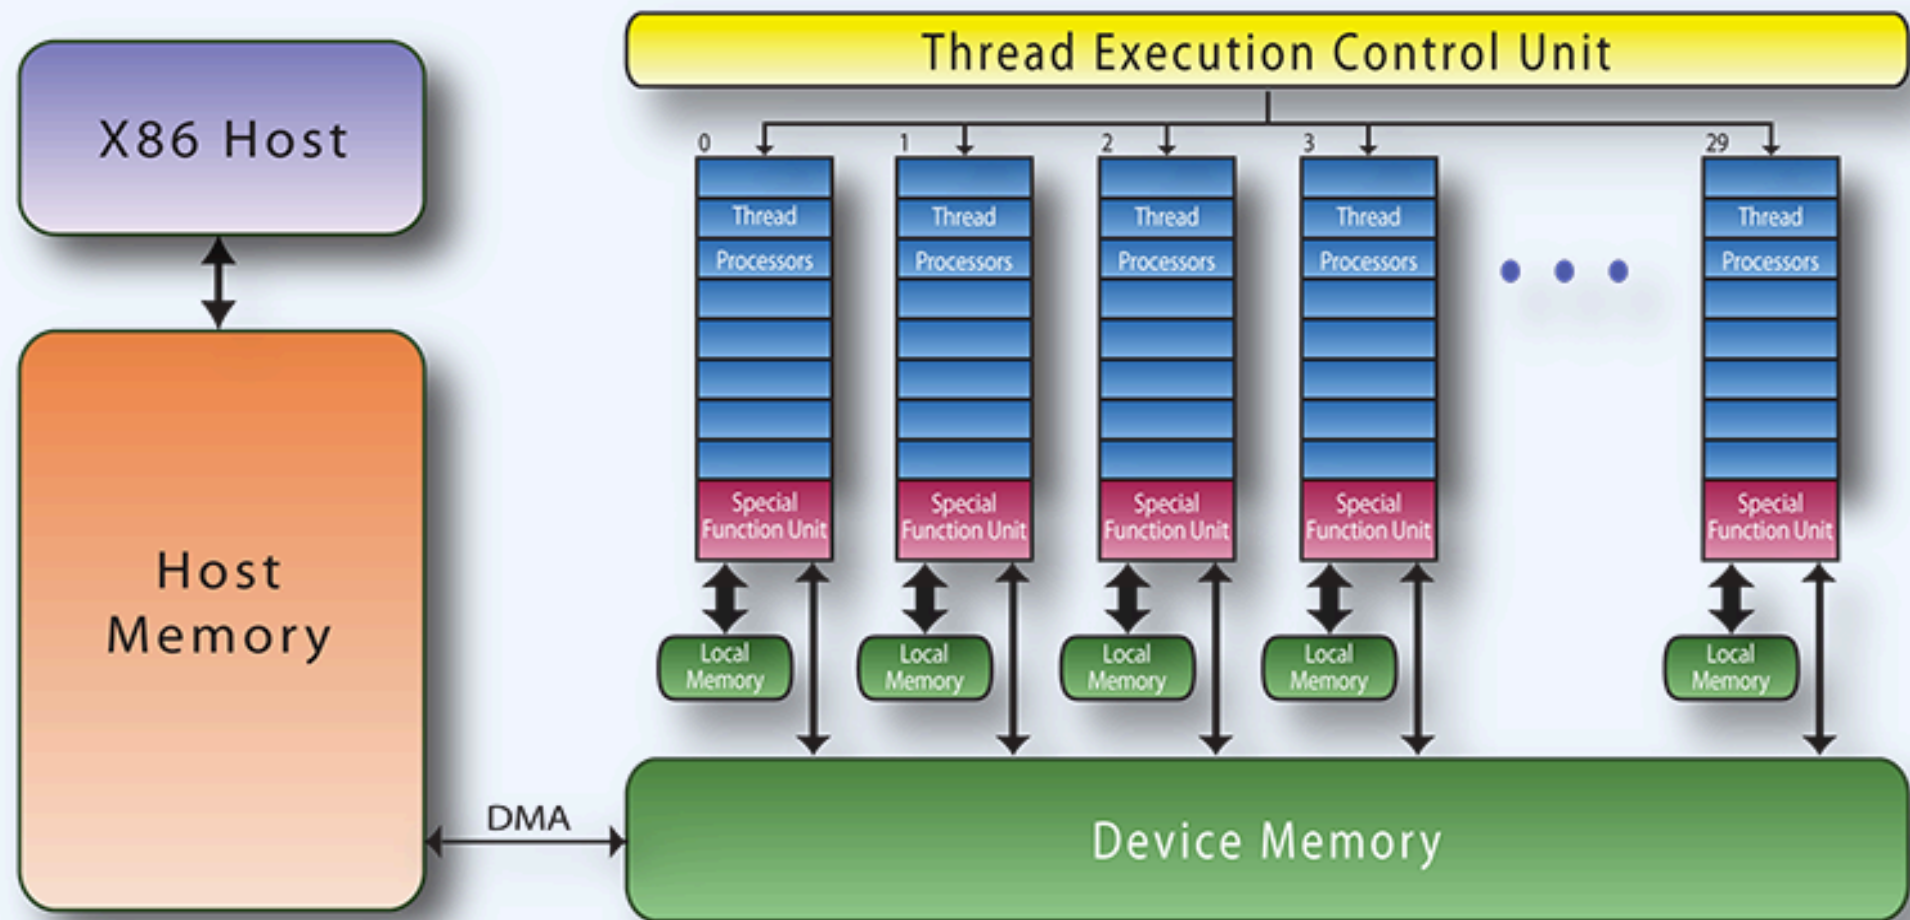 Thread Execution Control Unit
X86 Host
0
1
2
3
29
Thread
Processors
Thread
Processors
Thread
Processors
Thread
Processors
Thread
Processors
Special
Function Unit
Special
Function Unit
Special
Function Unit
Special
Function Unit
Special
Function Unit
Host
Memory
Local
Memory
Local
Memory
Local
Memory
Local
Memory
Local
Memory
DMA
Device Memory